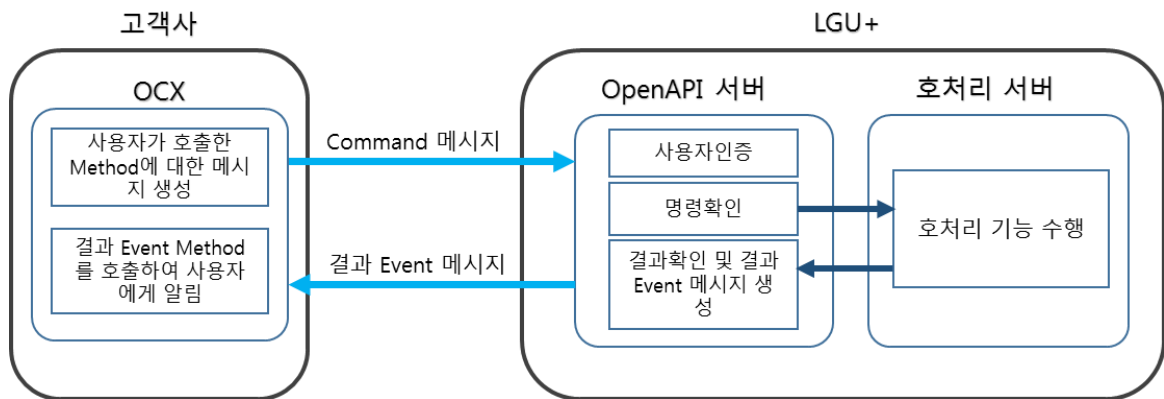 고객사
LGU+
OCX
OpenAPI 서버
호처리 서버
사용자가 호출한
Method에 대한 메시
지 생성
Command 메시지
사용자인증
명령확인
호처리 기능 수행
결과 Event Method
를 호출하여 사용자
에게 알림
결과 Event 메시지
결과확인 및 결과
Event 메시지 생
성